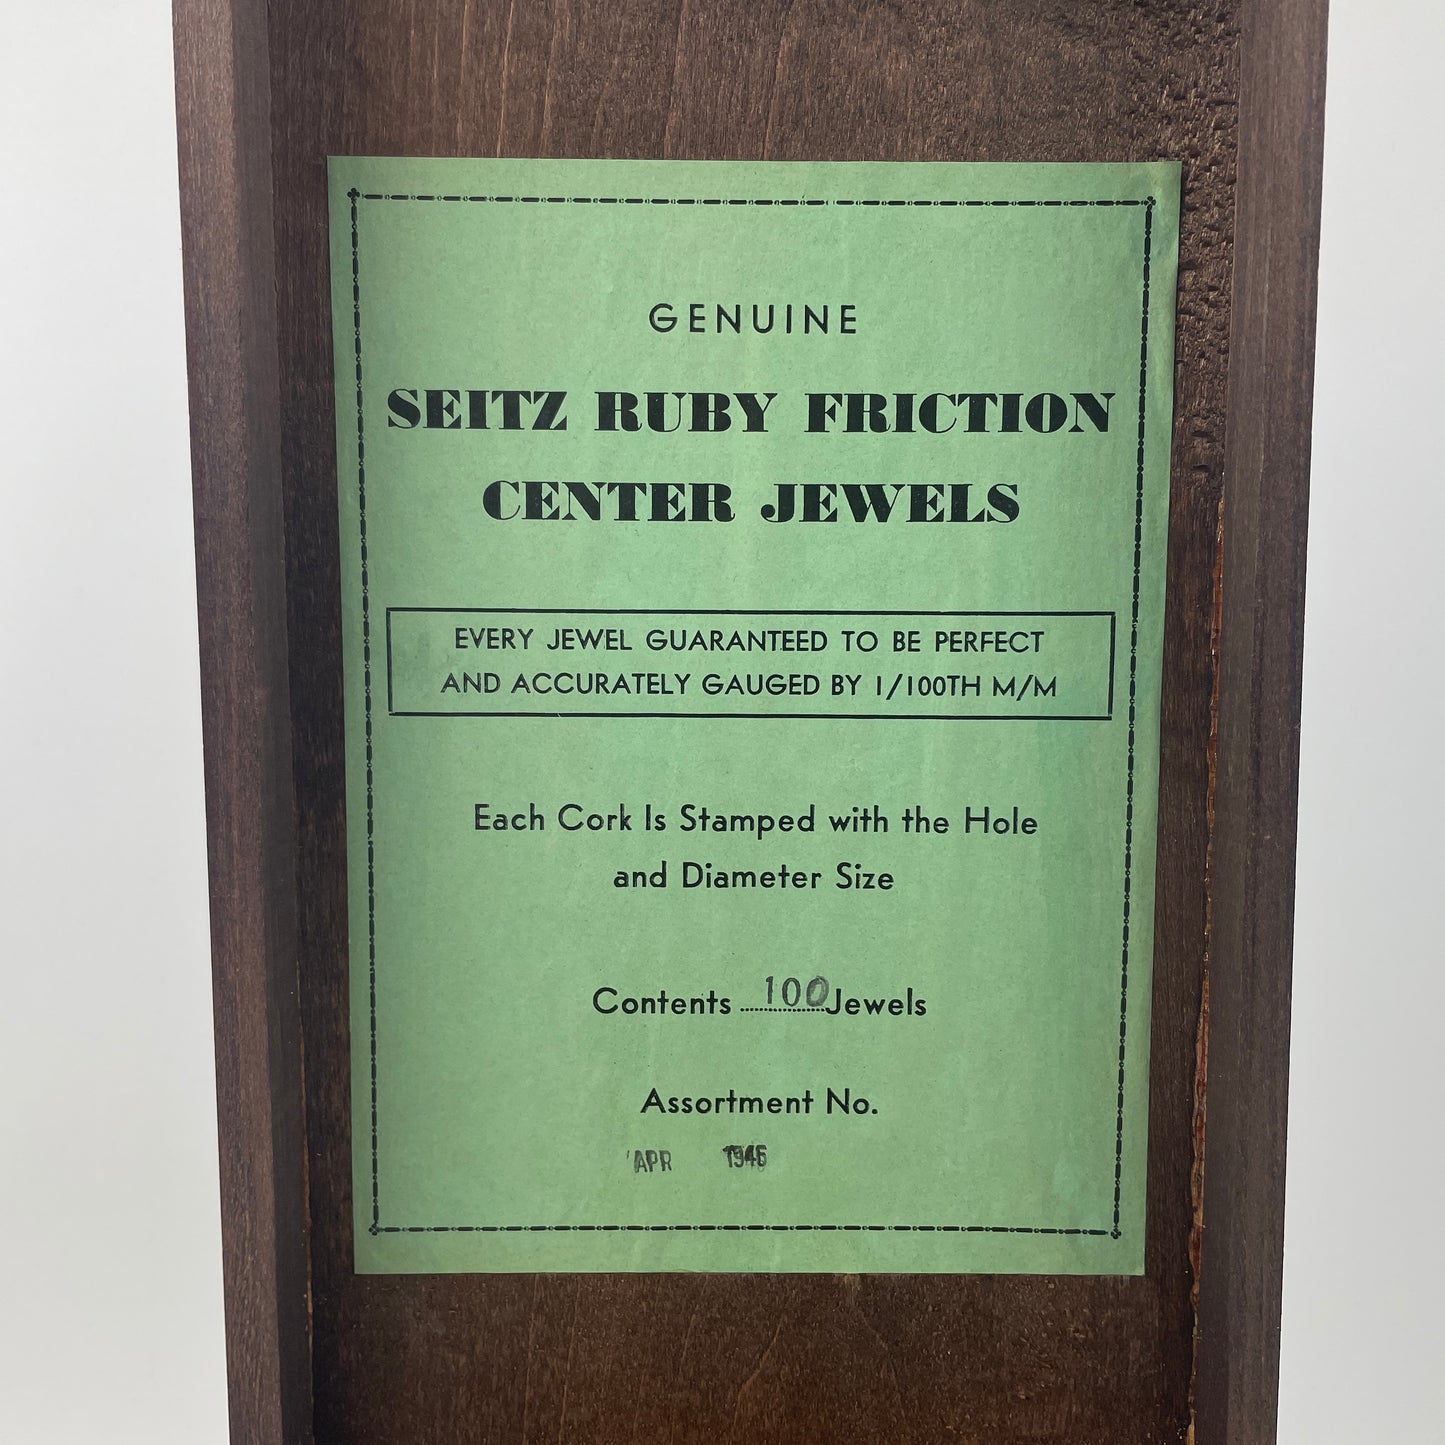 GENUINE
SEITZ RUBY FRICTION
CENTER JEWELS
EVERY JEWEL GUARANTEED TO BE PERFECT
AND ACCURATELY GAUGED BY 1/100TH M/M
Each Cork Is Stamped with the Hole
and Diameter Size
Contents 100 Jewels
Assortment No.
APR 1946